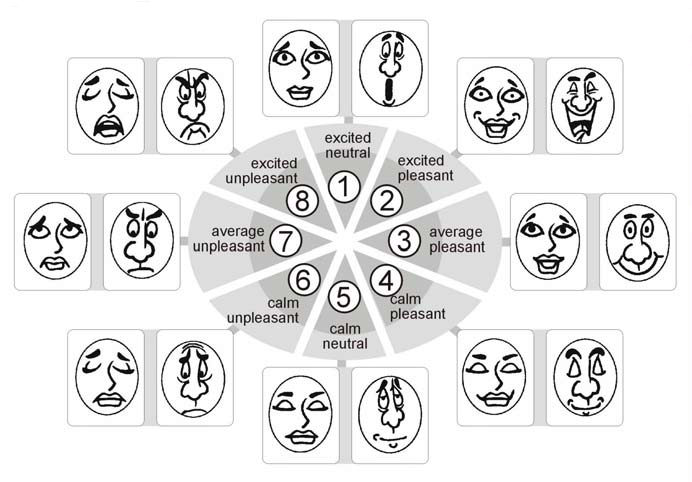 excited
neutral
1
excited
pleasant
2
3
average
pleasant
4
calm
pleasant
5
calm
neutral
6
calm
unpleasant
7
average
unpleasant
8
excited
unpleasant